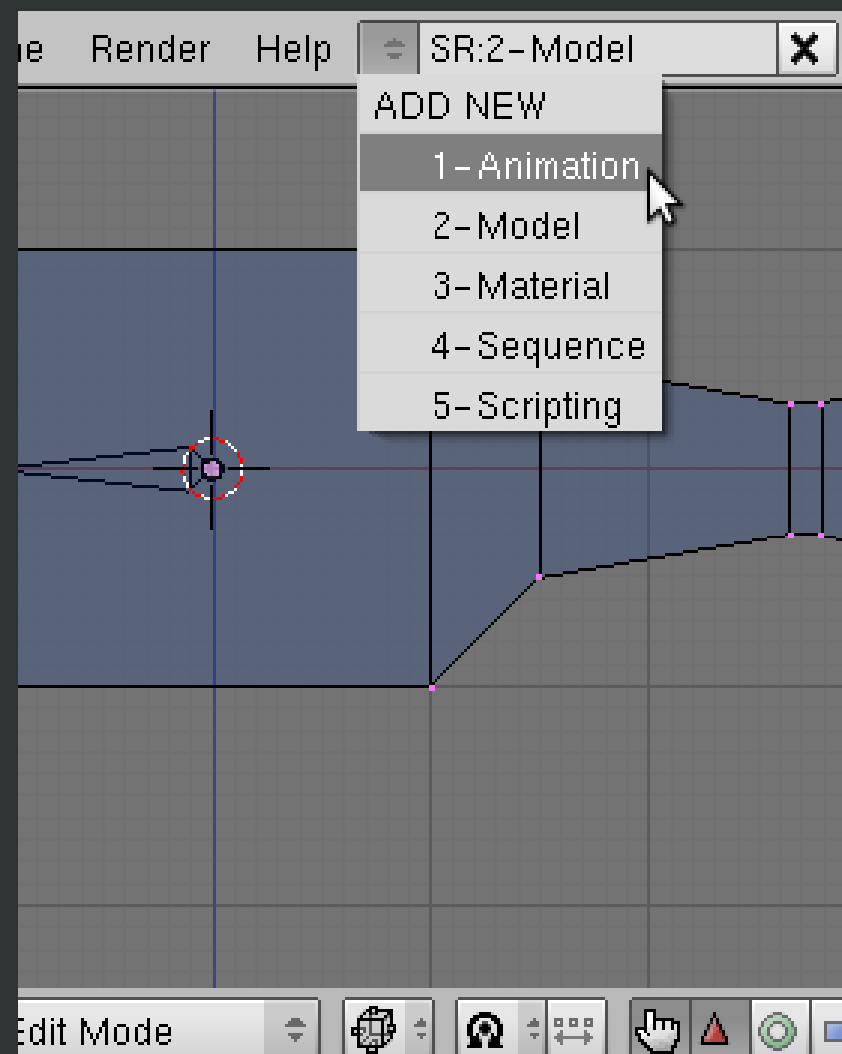 Render Help SR:2-Model
ADD NEW
1-Animation
2-Model
3-Material
4-Sequence
5-Scripting
Edit Mode